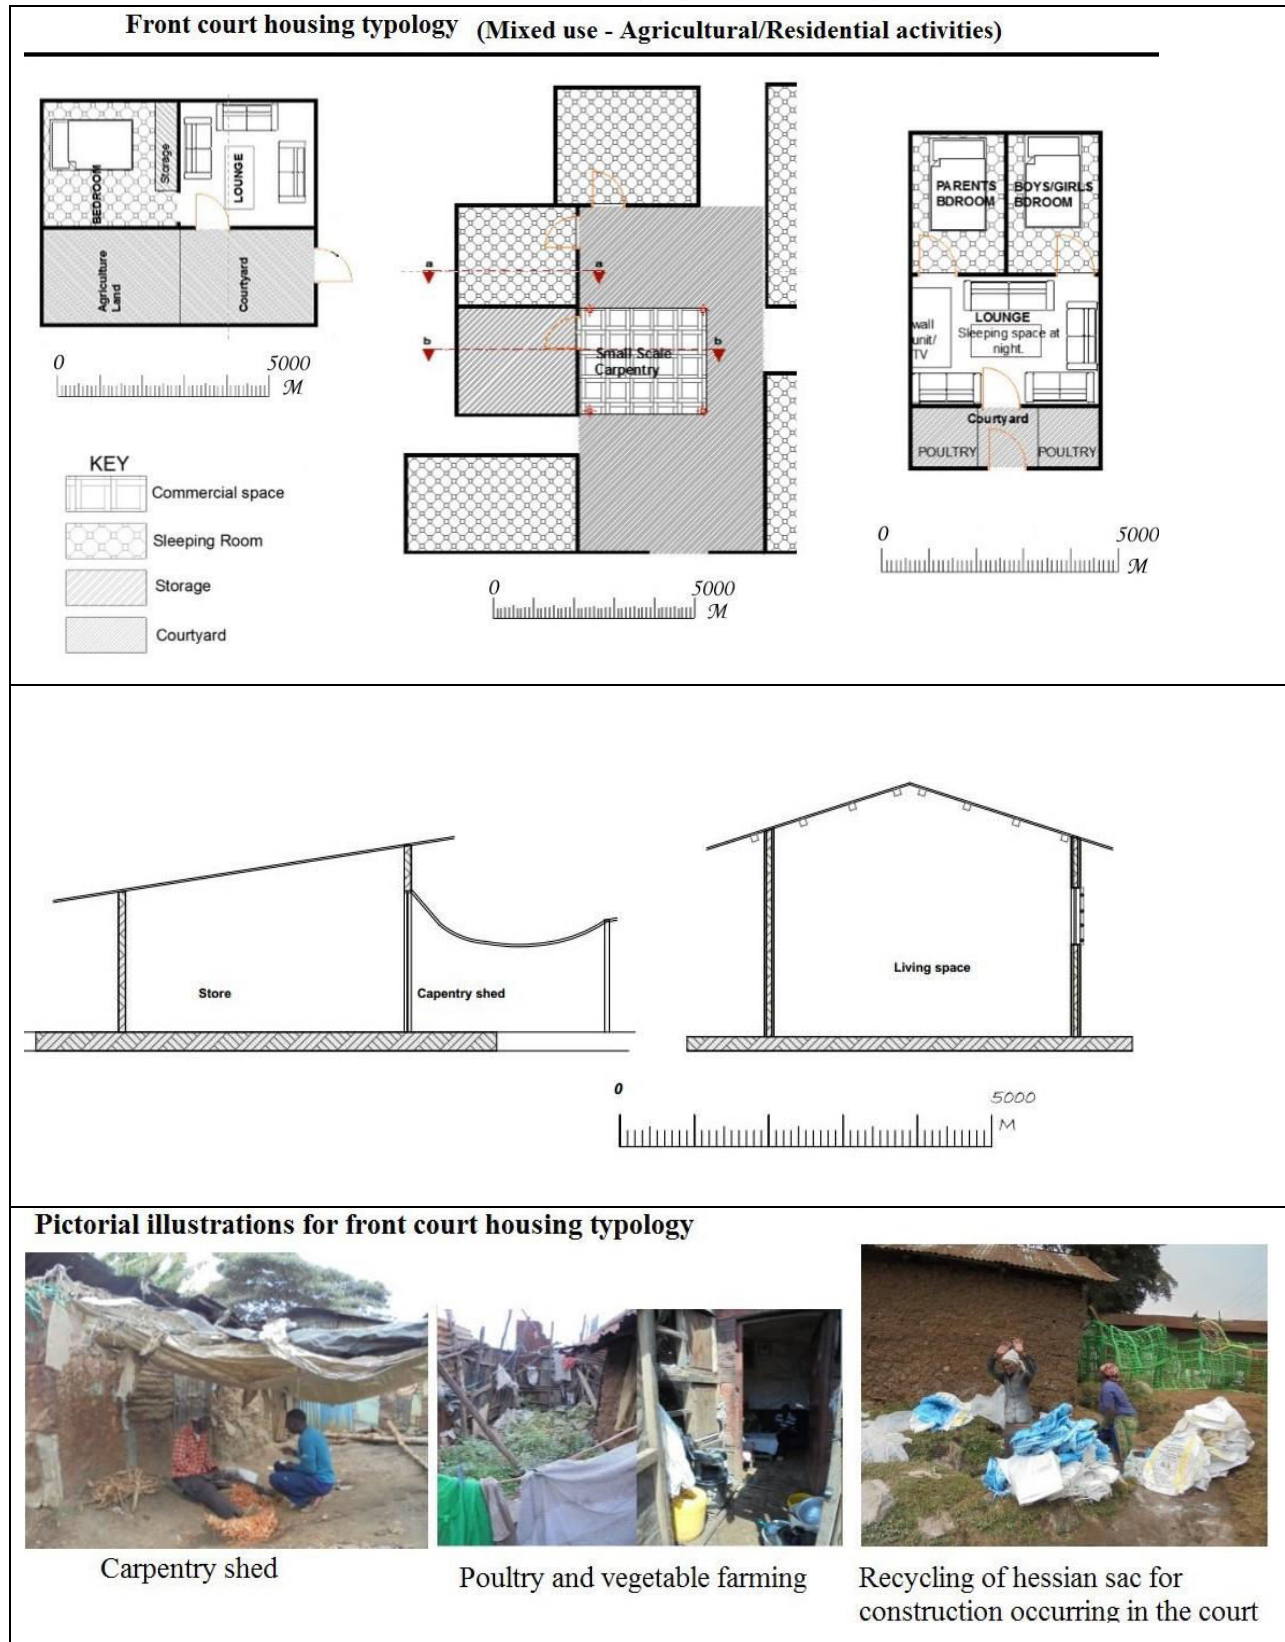 Front court housing typology (Mixed use - Agricultural/Residential activities)
BEDROOM
Storage
LOUNGE
Agriculture
Land
Courtyard
0 5000
M
KEY
Commercial space
Sleeping Room
Storage
Courtyard
a a
b b
Small Scale
Carpentry
0 5000
M
PARENTS
BDROOM
BOYS/GIRLS
BDROOM
wall
unit/
TV
LOUNGE
Sleeping space at
night.
Courtyard
POULTRY POULTRY
0 5000
M
Store
Capentry shed
Living space
0 5000
M
Pictorial illustrations for front court housing typology
Carpentry shed
Poultry and vegetable farming
Recycling of hessian sac for
construction occurring in the court